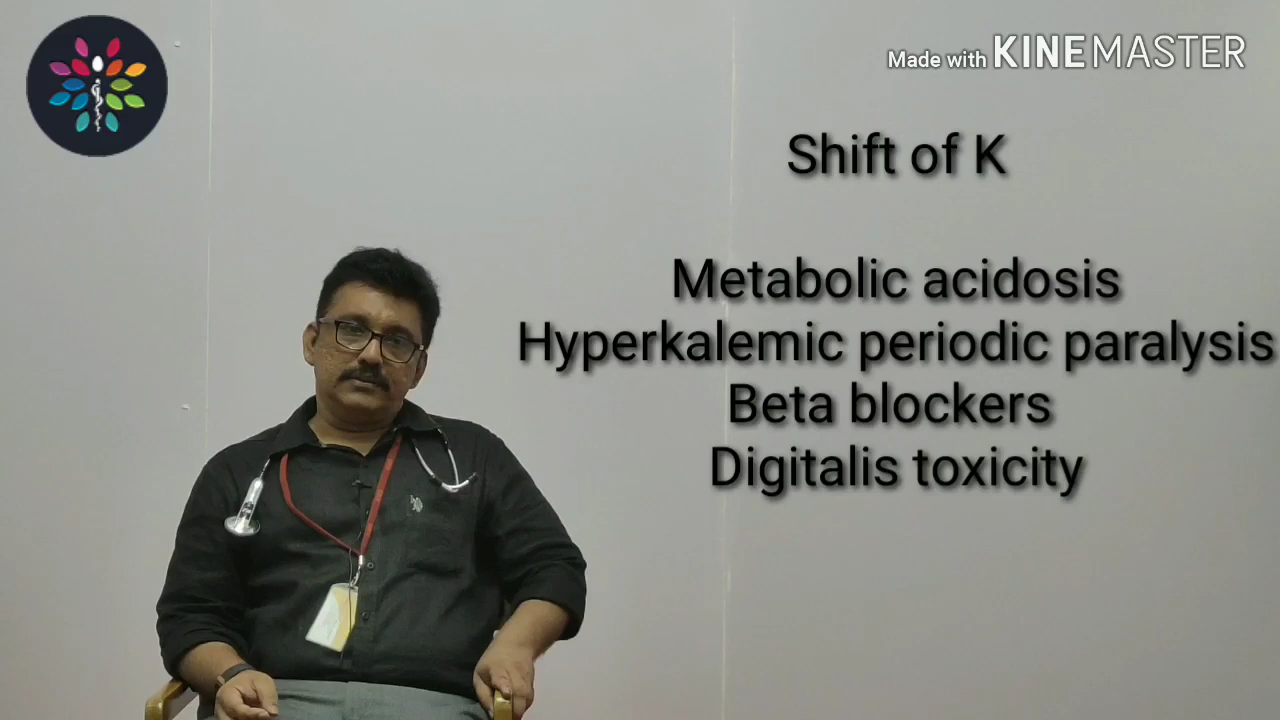 Made with KINEMASTER
Shift of K
Metabolic acidosis
Hyperkalemic periodic paralysis
Beta blockers
Digitalis toxicity